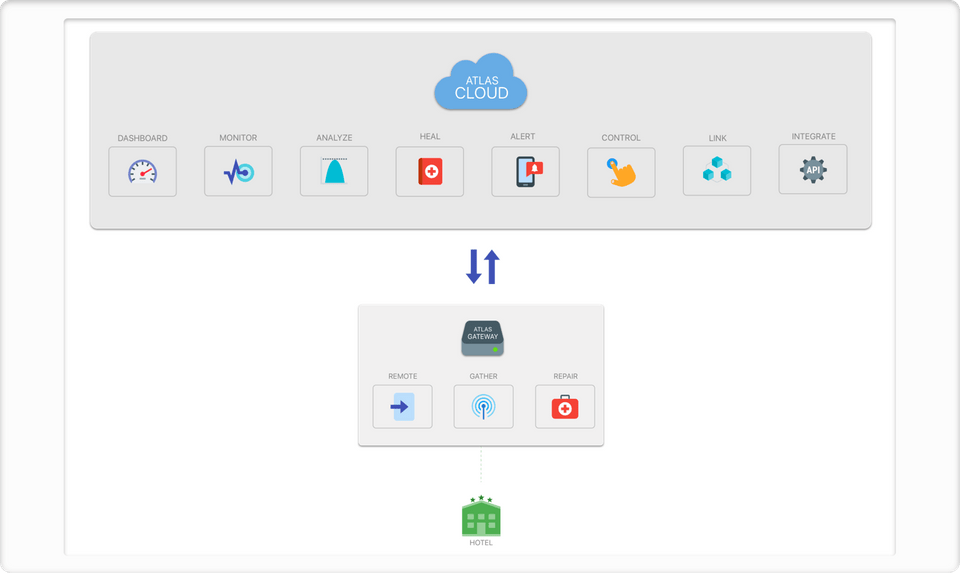 ATLAS
CLOUD
DASHBOARD
MONITOR
ANALYZE
HEAL
ALERT
CONTROL
LINK
INTEGRATE
API
ATLAS
GATEWAY
REMOTE
GATHER
REPAIR
HOTEL